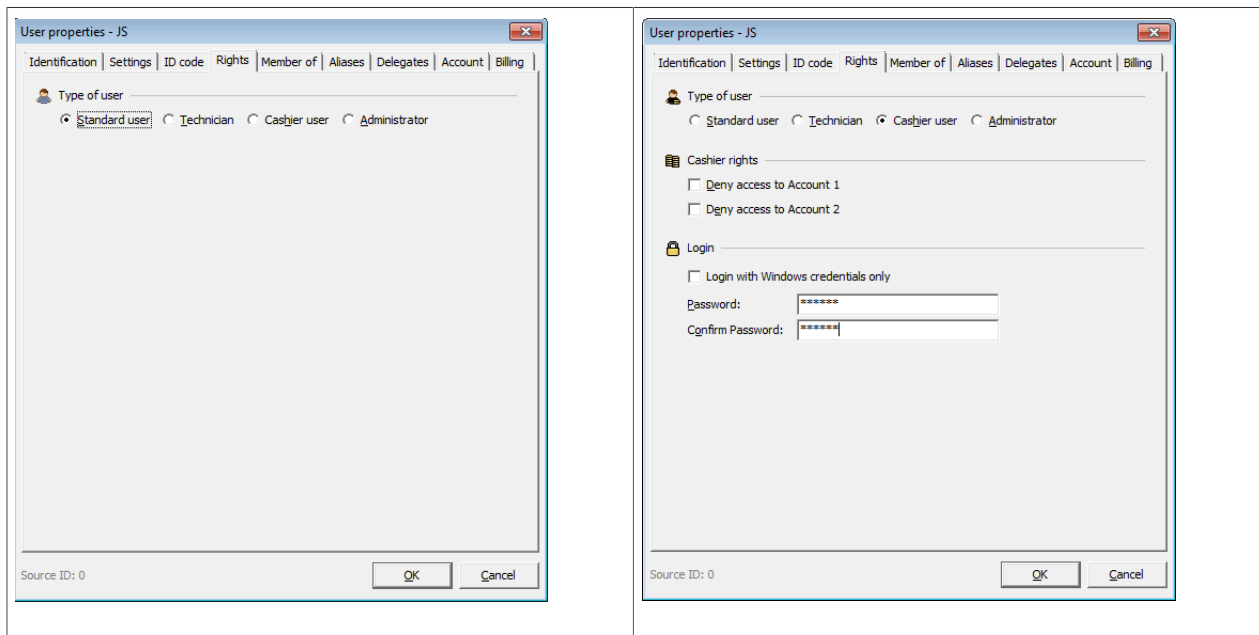 User properties - JS
Identification Settings ID code Rights Member of Aliases Delegates Account Billing
Type of user
Standard user Technician Cashier user Administrator
Source ID: 0 OK Cancel
User properties - JS
Identification Settings ID code Rights Member of Aliases Delegates Account Billing
Type of user
Standard user Technician Cashier user Administrator
Cashier rights
Deny access to Account 1
Deny access to Account 2
Login
Login with Windows credentials only
Password: ******
Confirm Password: ******
Source ID: 0 OK Cancel